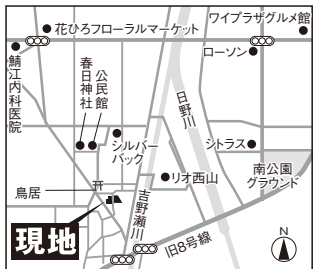 花ひろフローラルマーケット
ワイプラザグルメ館
ローソン
鯖江内科医院
春日神社
公民館
日野川
シルバーバック
シトラス
南公園
グラウンド
リオ西山
鳥居
吉野瀬川
現地
旧8号線
N